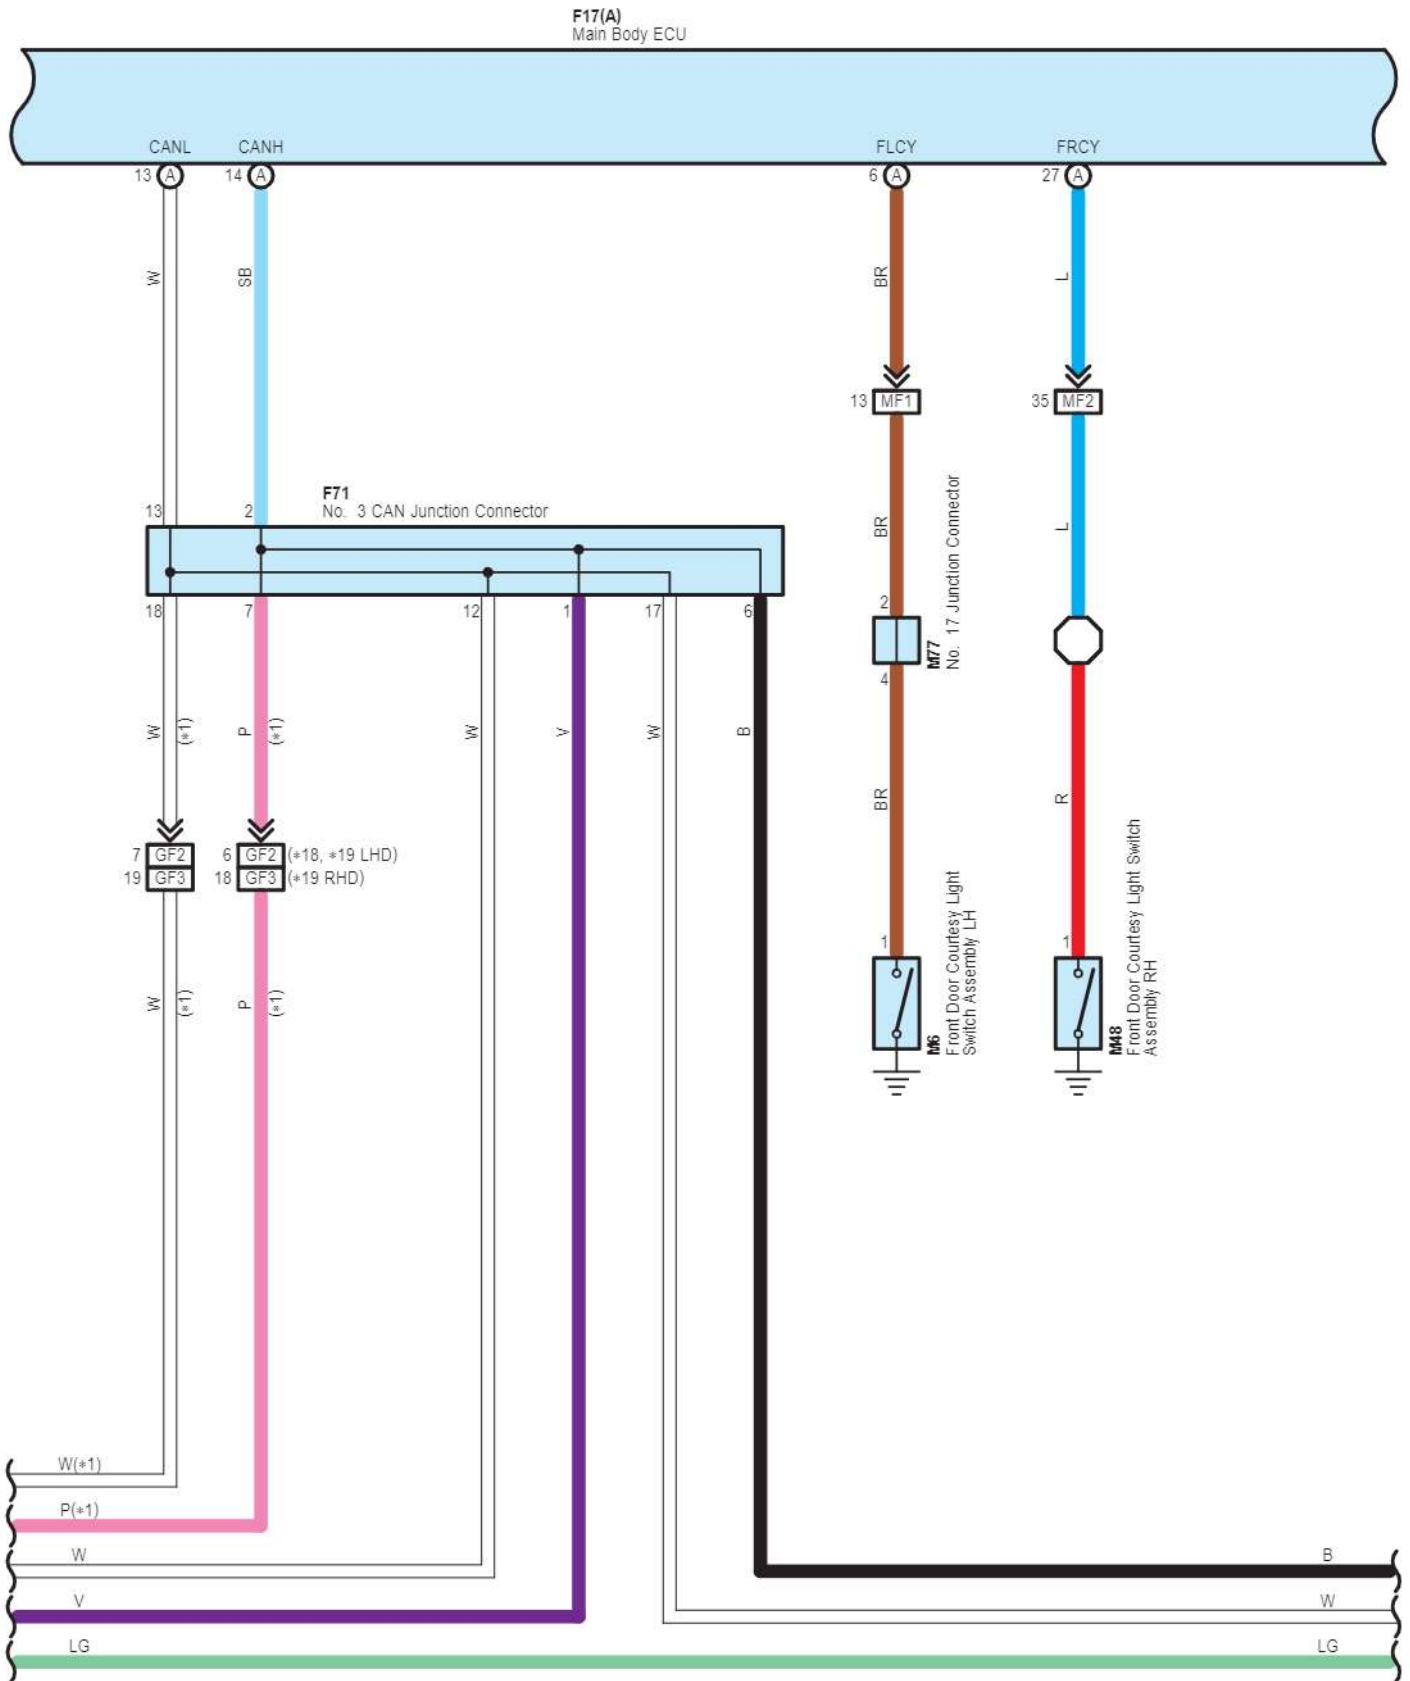 F17(A)
Main Body ECU
CANL
CANH
FLCY
FRCY
13 A
14 A
6 A
27 A
W
SB
BR
L
13 MF1
35 MF2
F71
No. 3 CAN Junction Connector
13
2
BR
L
18
7
12
1
17
6
2
4
M77
No. 17 Junction Connector
W
(*1)
P
(*1)
W
V
W
B
BR
R
7 GF2
6 GF2 (*18, *19 LHD)
19 GF3
18 GF3 (*19 RHD)
1
1
M6
Front Door Courtesy Light
Switch Assembly LH
M48
Front Door Courtesy Light Switch
Assembly RH
W
(*1)
P
(*1)
W(*1)
P(*1)
W
B
V
W
LG
LG